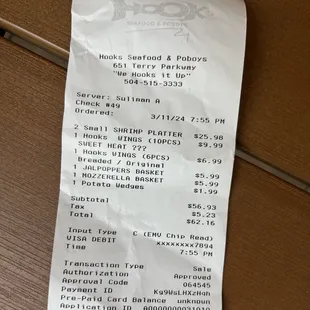 HOOK
SEAFOOD & POBOYS
Hooks Seafood & Poboys
651 Terry Parkway
"We Hooks it Up"
504-515-3333
Server: Suliman A
Check #49
Ordered: 3/11/24 7:55 PM
2 Small SHRIMP PLATTER $25.98
1 Hooks WINGS (10PCS) $9.99
SWEET HEAT ???
1 Hooks WINGS (6PCS) $6.99
Breaded / Original
1 JALPOPPERS BASKET $5.99
1 MOZZERELLA BASKET $5.99
1 Potato Wedges $1.99
Subtotal $56.93
Tax $5.23
Total $62.16
Input Type C (EMV Chip Read)
VISA DEBIT xxxxxxxx7894
Time 7:55 PM
Transaction Type Sale
Authorization Approved
Approval Code 064545
Payment ID
Pre-Paid Card Balance unknown
Application ID